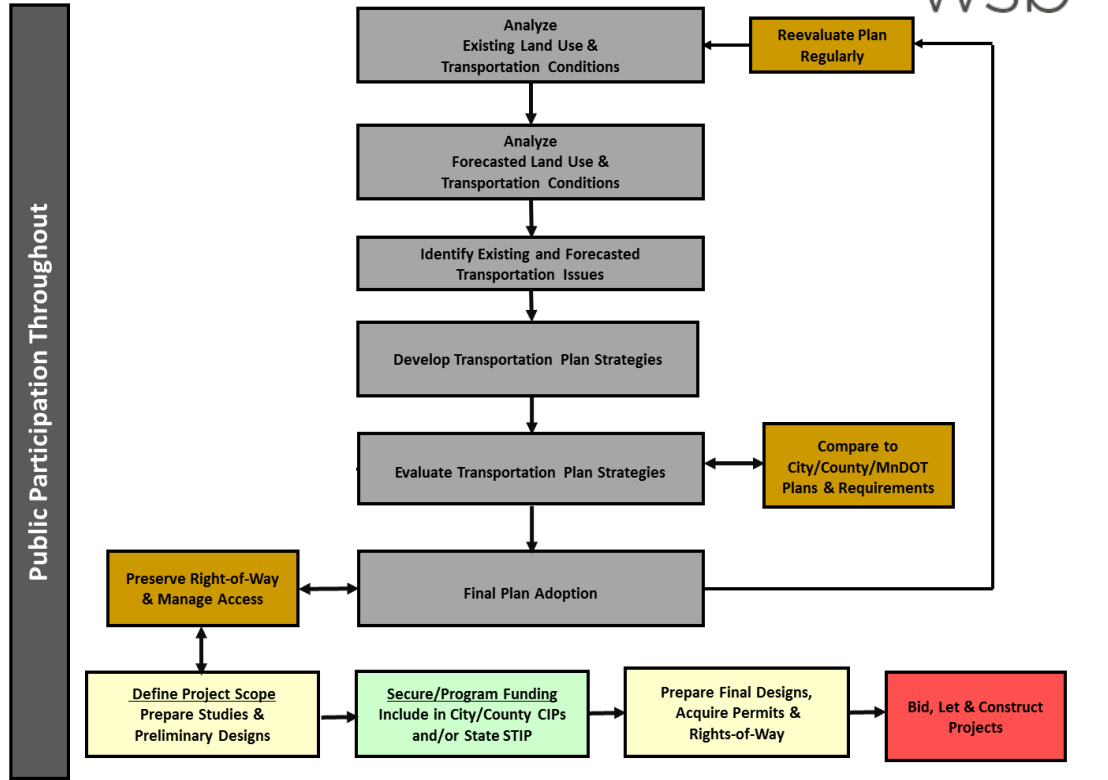 wsb
Public Participation Throughout
Analyze
Existing Land Use &
Transportation Conditions
Reevaluate Plan
Regularly
Analyze
Forecasted Land Use &
Transportation Conditions
Identify Existing and Forecasted
Transportation Issues
Develop Transportation Plan Strategies
Evaluate Transportation Plan Strategies
Compare to
City/County/MnDOT
Plans & Requirements
Preserve Right-of-Way
& Manage Access
Final Plan Adoption
Define Project Scope
Prepare Studies &
Preliminary Designs
Secure/Program Funding
Include in City/County CIPs
and/or State STIP
Prepare Final Designs,
Acquire Permits &
Rights-of-Way
Bid, Let & Construct
Projects